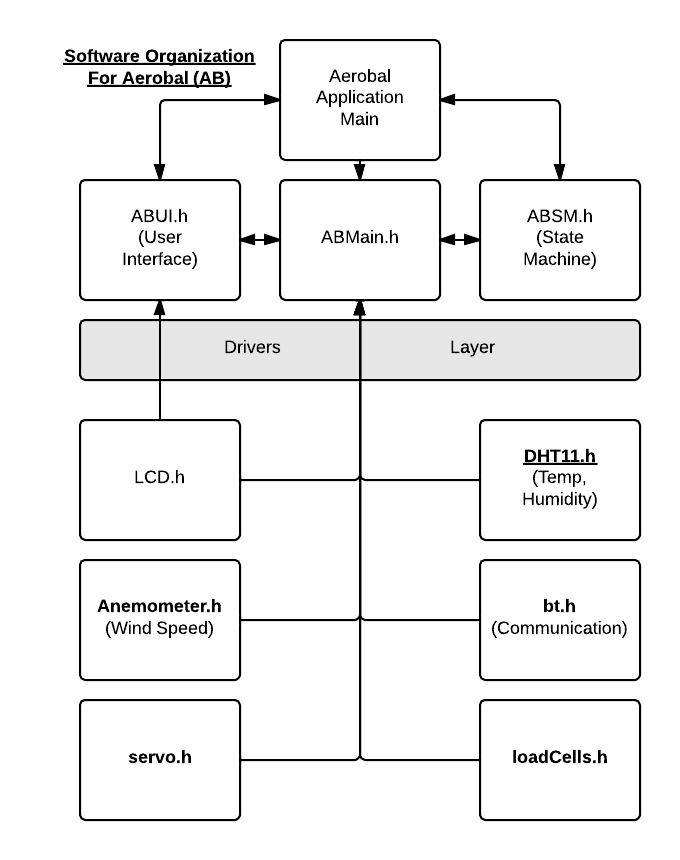 Software Organization
For Aerobal (AB)
Aerobal
Application
Main
ABUI.h
(User
Interface)
ABMain.h
ABSM.h
(State
Machine)
Drivers
Layer
LCD.h
DHT11.h
(Temp,
Humidity)
Anemometer.h
(Wind Speed)
bt.h
(Communication)
servo.h
loadCells.h